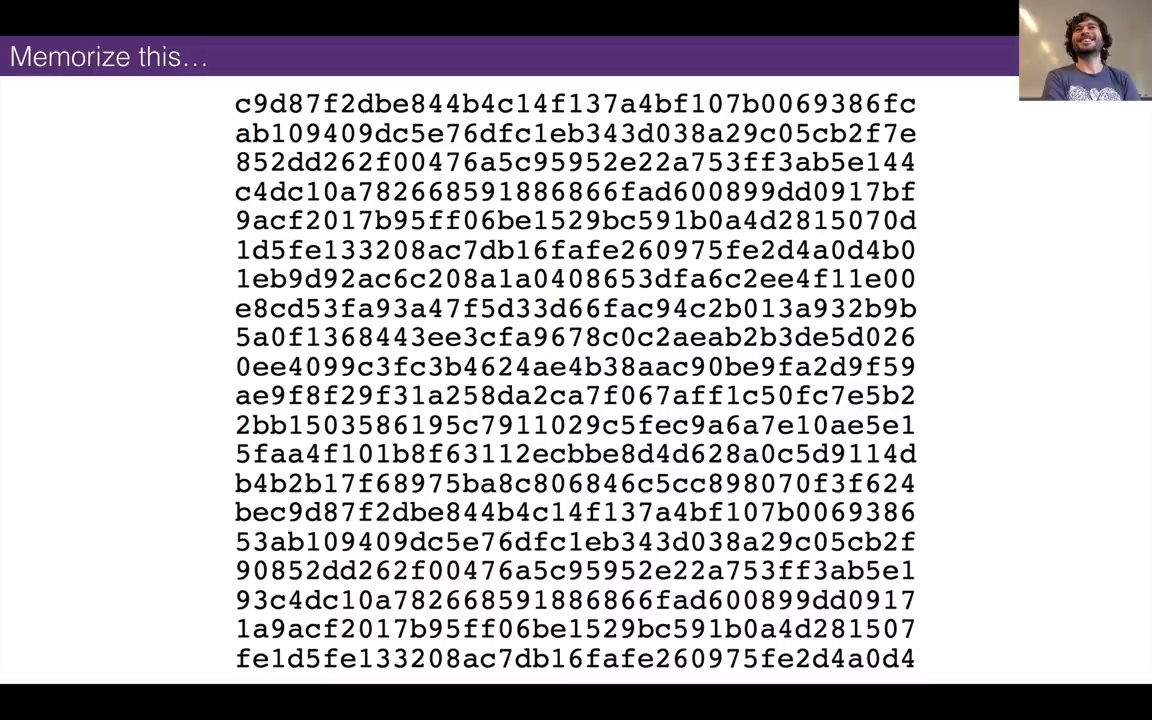 Memorize this...
c9d87f2dbe844b4c14f137a4bf107b0069386fc
ab109409dc5e76dfc1eb343d038a29c05cb2f7e
852dd262f00476a5c95952e22a753ff3ab5e144
c4dc10a782668591886866fad600899dd0917bf
9acf2017b95ff06be1529bc591b0a4d2815070d
1d5fe133208ac7db16fafe260975fe2d4a0d4b0
1eb9d92ac6c208a1a0408653dfa6c2ee4f11e00
e8cd53fa93a47f5d33d66fac94c2b013a932b9b
5a0f1368443ee3cfa9678c0c2aeab2b3de5d026
0ee4099c3fc3b4624ae4b38aac90be9fa2d9f59
ae9f8f29f31a258da2ca7f067aff1c50fc7e5b2
2bb1503586195c7911029c5fec9a6a7e10ae5e1
5faa4f101b8f63112ecbbe8d4d628a0c5d9114d
b4b2b17f68975ba8c806846c5cc898070f3f624
bec9d87f2dbe844b4c14f137a4bf107b0069386
53ab109409dc5e76dfc1eb343d038a29c05cb2f
90852dd262f00476a5c95952e22a753ff3ab5e1
93c4dc10a782668591886866fad600899dd0917
1a9acf2017b95ff06be1529bc591b0a4d281507
fe1d5fe133208ac7db16fafe260975fe2d4a0d4